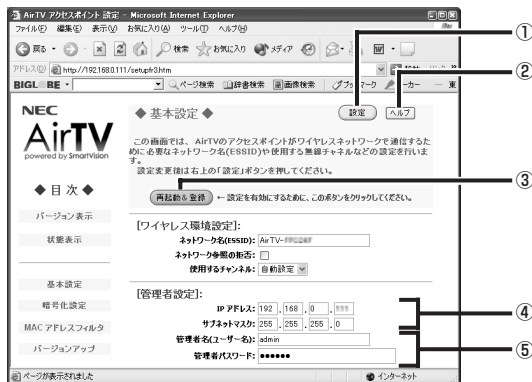 AirTV アクセスポイント 設定 - Microsoft Internet Explorer
ファイル(F) 編集(E) 表示(V) お気に入り(A) ツール(T) ヘルプ(H)
戻る 検索 お気に入り メディア
アドレス(D) http://192.168.0.111/setupfr3.htm
BIGLOBE ページ検索 辞書検索 画像検索
① ② ③ ④ ⑤
NEC
AirTV
powered by SmartVision
◆ 目 次 ◆
バージョン表示
状態表示
基本設定
暗号化設定
MAC アドレスフィルタ
バージョンアップ
◆ 基本設定 ◆
設定 ヘルプ
この画面では、AirTVのアクセスポイントがワイヤレスネットワークで通信するた
めに必要なネットワーク名(ESSID)や使用する無線チャネルなどの設定を行いま
す。
設定変更後は右上の「設定」ボタンを押してください。
再起動 & 登録 ← 設定を有効にするために、このボタンをクリックしてください。
[ワイヤレス環境設定]:
ネットワーク名(ESSID): AirTV-
ネットワーク参照の拒否:
使用するチャンネル: 自動設定
[管理者設定]:
IP アドレス: 192 . 168 . 0 .
サブネットマスク: 255 . 255 . 255 . 0
管理者名(ユーザー名): admin
管理者パスワード: ●●●●●●
ページが表示されました インターネット